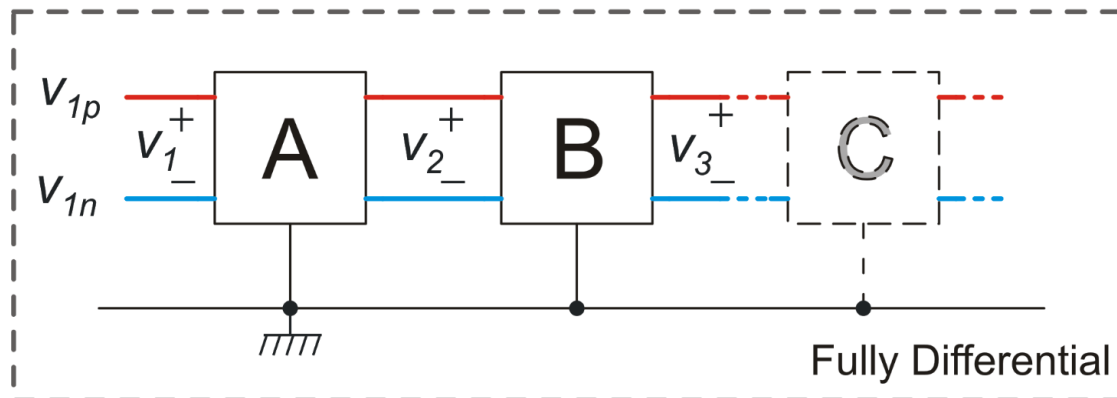 v1p
v1n
v1
+
−
A
v2
+
−
B
v3
+
−
C
Fully Differential